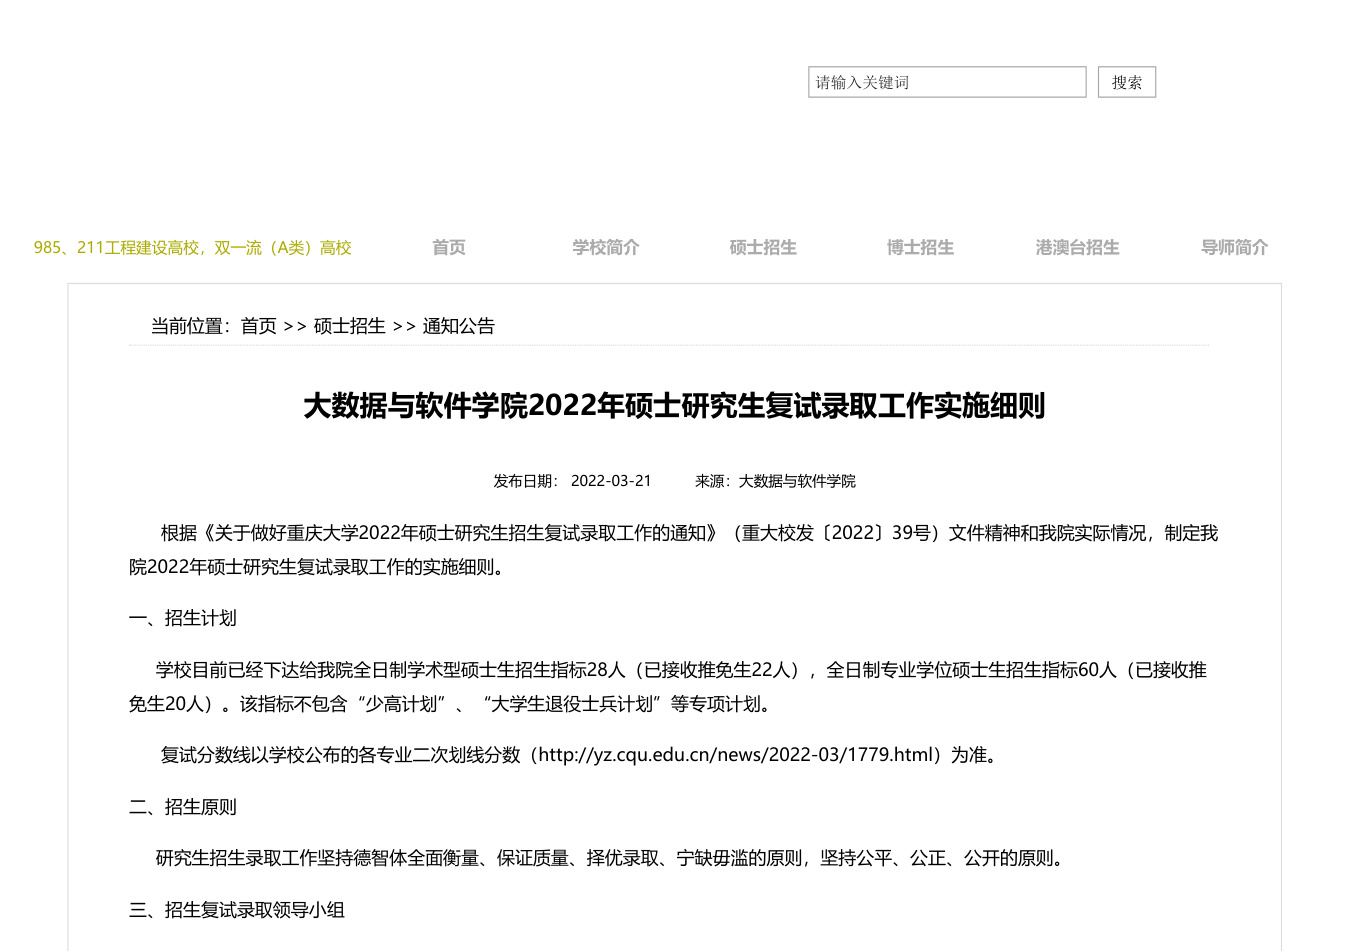 请输入关键词 搜索
985、211工程建设高校，双一流（A类）高校 首页 学校简介 硕士招生 博士招生 港澳台招生 导师简介
当前位置：首页 >> 硕士招生 >> 通知公告
大数据与软件学院2022年硕士研究生复试录取工作实施细则
发布日期： 2022-03-21 来源：大数据与软件学院
根据《关于做好重庆大学2022年硕士研究生招生复试录取工作的通知》（重大校发〔2022〕39号）文件精神和我院实际情况，制定我
院2022年硕士研究生复试录取工作的实施细则。
一、招生计划
学校目前已经下达给我院全日制学术型硕士生招生指标28人（已接收推免生22人），全日制专业学位硕士生招生指标60人（已接收推
免生20人）。该指标不包含“少高计划”、“大学生退役士兵计划”等专项计划。
复试分数线以学校公布的各专业二次划线分数（http://yz.cqu.edu.cn/news/2022-03/1779.html）为准。
二、招生原则
研究生招生录取工作坚持德智体全面衡量、保证质量、择优录取、宁缺毋滥的原则，坚持公平、公正、公开的原则。
三、招生复试录取领导小组